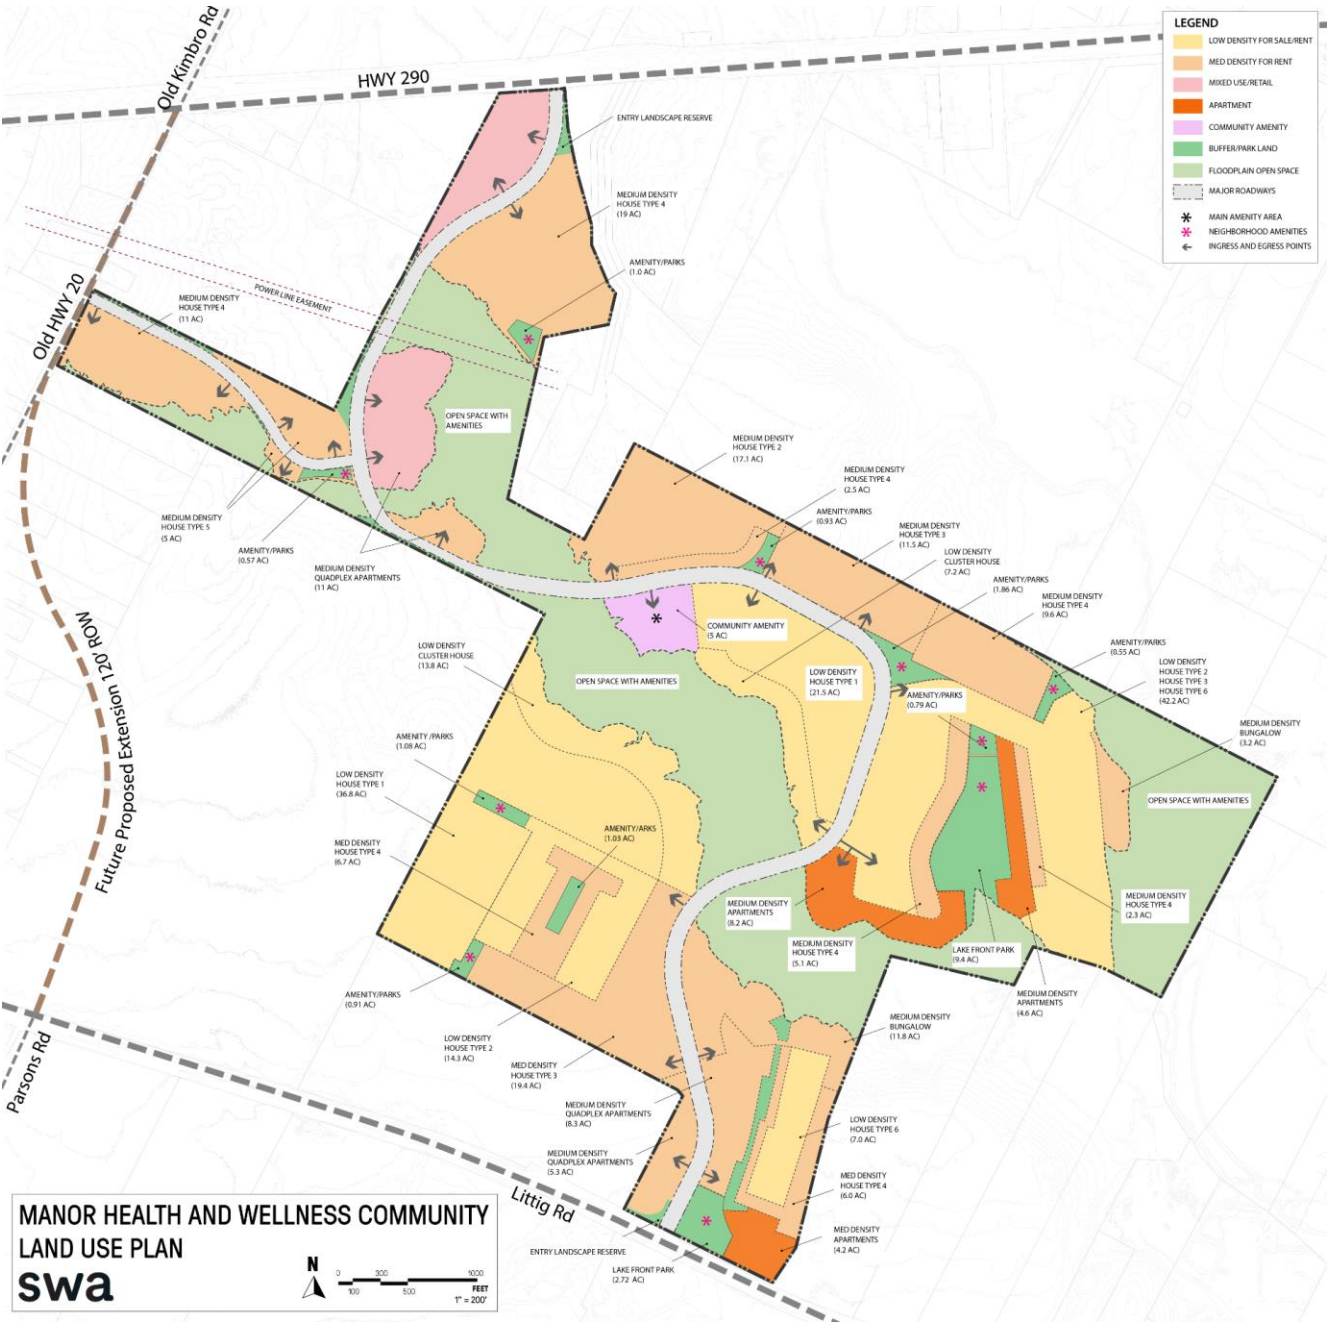 Old Kimbro Rd
HWY 290
LEGEND
LOW DENSITY FOR SALE/RENT
MED DENSITY FOR RENT
MIXED USE/RETAIL
APARTMENT
COMMUNITY AMENITY
BUFFER/PARK LAND
FLOODPLAIN OPEN SPACE
MAJOR ROADWAYS
MAIN AMENITY AREA
NEIGHBORHOOD AMENITIES
INGRESS AND EGRESS POINTS
ENTRY LANDSCAPE RESERVE
MEDIUM DENSITY
HOUSE TYPE 4
(19 AC)
AMENITY/PARKS
(1.0 AC)
POWER LINE EASEMENT
MEDIUM DENSITY
HOUSE TYPE 4
(11 AC)
Old HWY 20
OPEN SPACE WITH
AMENITIES
MEDIUM DENSITY
HOUSE TYPE 2
(17.1 AC)
MEDIUM DENSITY
HOUSE TYPE 4
(2.5 AC)
AMENITY/PARKS
(0.93 AC)
MEDIUM DENSITY
HOUSE TYPE 3
(11.5 AC)
LOW DENSITY
CLUSTER HOUSE
(7.2 AC)
AMENITY/PARKS
(1.86 AC)
MEDIUM DENSITY
HOUSE TYPE 4
(9.6 AC)
AMENITY/PARKS
(0.55 AC)
LOW DENSITY
HOUSE TYPE 2
HOUSE TYPE 3
HOUSE TYPE 6
(42.2 AC)
MEDIUM DENSITY
BUNGALOW
(3.2 AC)
MEDIUM DENSITY
HOUSE TYPE 5
(5 AC)
AMENITY/PARKS
(0.57 AC)
MEDIUM DENSITY
QUADPLEX APARTMENTS
(11 AC)
COMMUNITY AMENITY
(5 AC)
LOW DENSITY
CLUSTER HOUSE
(13.8 AC)
OPEN SPACE WITH AMENITIES
LOW DENSITY
HOUSE TYPE 1
(21.5 AC)
AMENITY/PARKS
(0.79 AC)
OPEN SPACE WITH AMENITIES
Future Proposed Extension 120' ROW
AMENITY /PARKS
(1.08 AC)
LOW DENSITY
HOUSE TYPE 1
(36.8 AC)
MED DENSITY
HOUSE TYPE 4
(6.7 AC)
AMENITY/ARKS
(1.03 AC)
MEDIUM DENSITY
APARTMENTS
(8.2 AC)
MEDIUM DENSITY
HOUSE TYPE 4
(5.1 AC)
LAKE FRONT PARK
(9.4 AC)
MEDIUM DENSITY
HOUSE TYPE 4
(2.3 AC)
MEDIUM DENSITY
APARTMENTS
(4.6 AC)
AMENITY/PARKS
(0.91 AC)
LOW DENSITY
HOUSE TYPE 2
(14.3 AC)
MED DENSITY
HOUSE TYPE 3
(19.4 AC)
MEDIUM DENSITY
BUNGALOW
(11.8 AC)
MEDIUM DENSITY
QUADPLEX APARTMENTS
(8.3 AC)
MEDIUM DENSITY
QUADPLEX APARTMENTS
(5.3 AC)
LOW DENSITY
HOUSE TYPE 6
(7.0 AC)
MED DENSITY
HOUSE TYPE 4
(6.0 AC)
MED DENSITY
APARTMENTS
(4.2 AC)
Parsons Rd
Littig Rd
ENTRY LANDSCAPE RESERVE
LAKE FRONT PARK
(2.72 AC)
MANOR HEALTH AND WELLNESS COMMUNITY
LAND USE PLAN
swa
N
0 300 1000
100 500 FEET
1" = 200'